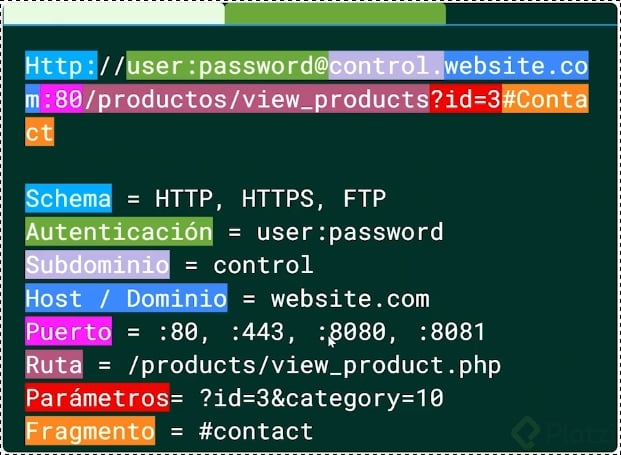 Http://user:password@control.website.co
m:80/productos/view_products?id=3#Conta
ct
Schema = HTTP, HTTPS, FTP
Autenticación = user:password
Subdominio = control
Host / Dominio = website.com
Puerto = :80, :443, :8080, :8081
Ruta = /products/view_product.php
Parámetros= ?id=3&category=10
Fragmento = #contact
Platzi